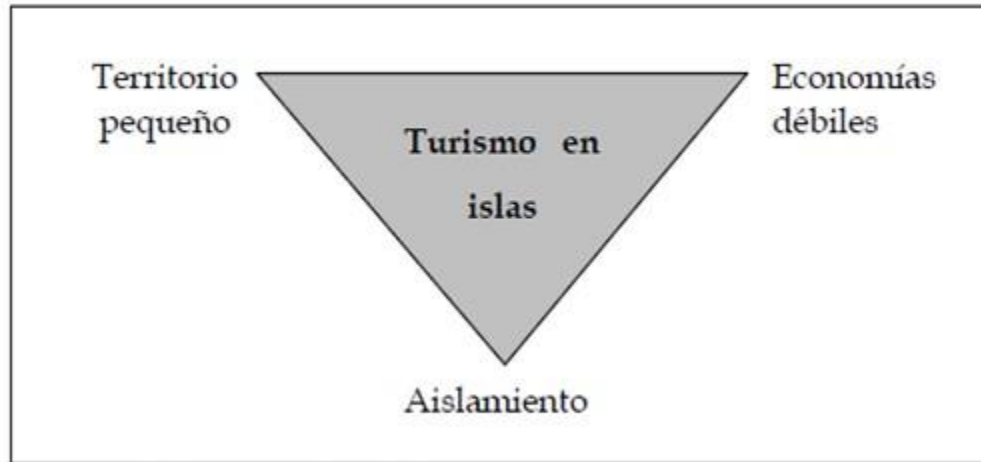 Territorio
pequeño
Economías
débiles
Turismo en
islas
Aislamiento